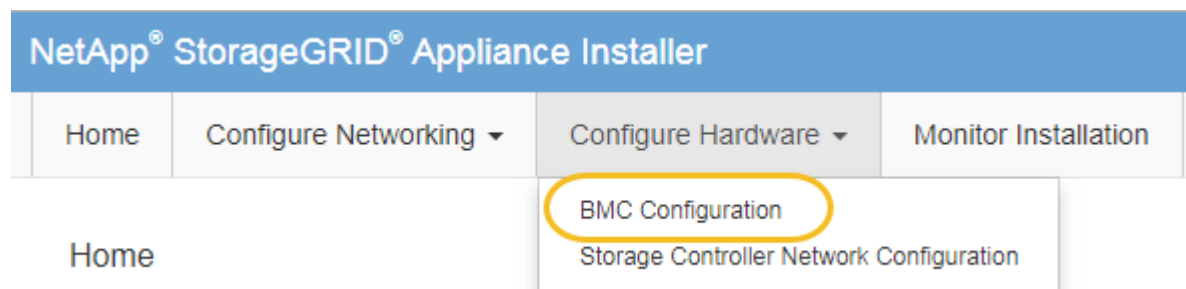 NetApp® StorageGRID® Appliance Installer
Home Configure Networking Configure Hardware Monitor Installation
BMC Configuration
Home
Storage Controller Network Configuration